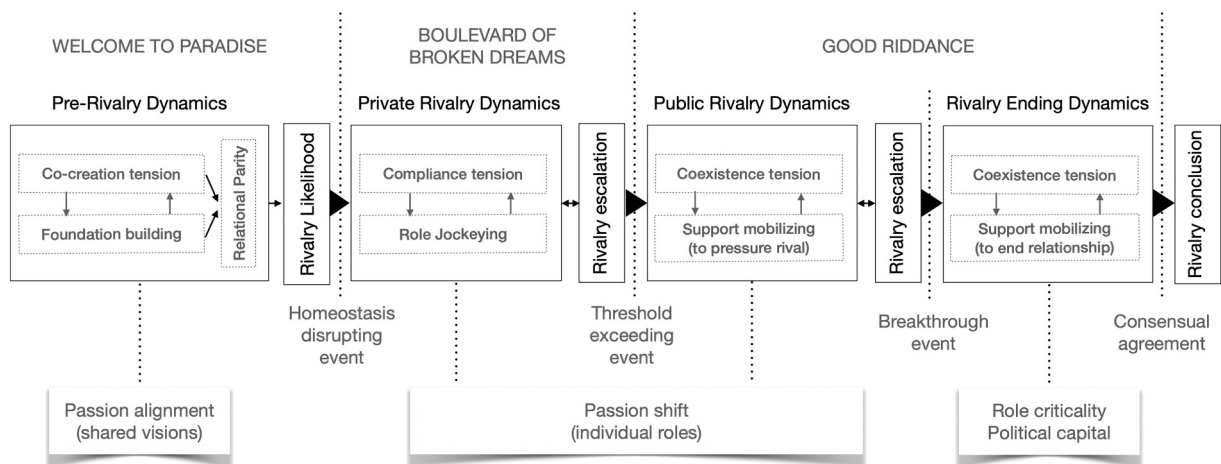 WELCOME TO PARADISE
BOULEVARD OF
BROKEN DREAMS
GOOD RIDDANCE
Pre-Rivalry Dynamics
Co-creation tension
Foundation building
Relational Parity
Rivalry Likelihood
Private Rivalry Dynamics
Compliance tension
Role Jockeying
Rivalry escalation
Public Rivalry Dynamics
Coexistence tension
Support mobilizing
(to pressure rival)
Rivalry escalation
Rivalry Ending Dynamics
Coexistence tension
Support mobilizing
(to end relationship)
Rivalry conclusion
Homeostasis
disrupting
event
Threshold
exceeding
event
Breakthrough
event
Consensual
agreement
Passion alignment
(shared visions)
Passion shift
(individual roles)
Role criticality
Political capital